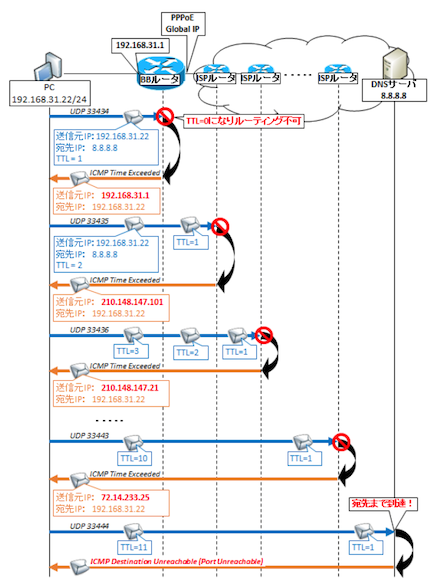 PPPoE
Global IP
192.168.31.1
PC
192.168.31.22/24
BBルータ
ISPルータ
ISPルータ
・・・・・
ISPルータ
DNSサーバ
8.8.8.8
UDP 33434
TTL=0になりルーティング不可
送信元IP: 192.168.31.22
宛先IP: 8.8.8.8
TTL = 1
ICMP Time Exceeded
送信元IP: 192.168.31.1
宛先IP: 192.168.31.22
UDP 33435
送信元IP: 192.168.31.22
宛先IP: 8.8.8.8
TTL = 2
TTL=1
ICMP Time Exceeded
送信元IP: 210.148.147.101
宛先IP: 192.168.31.22
UDP 33436
TTL=3
TTL=2
TTL=1
ICMP Time Exceeded
送信元IP: 210.148.147.21
宛先IP: 192.168.31.22
・・・・・
UDP 33443
TTL=10
TTL=1
ICMP Time Exceeded
送信元IP: 72.14.233.25
宛先IP: 192.168.31.22
宛先まで到達！
UDP 33444
TTL=11
TTL=1
ICMP Destination Unreachable (Port Unreachable)